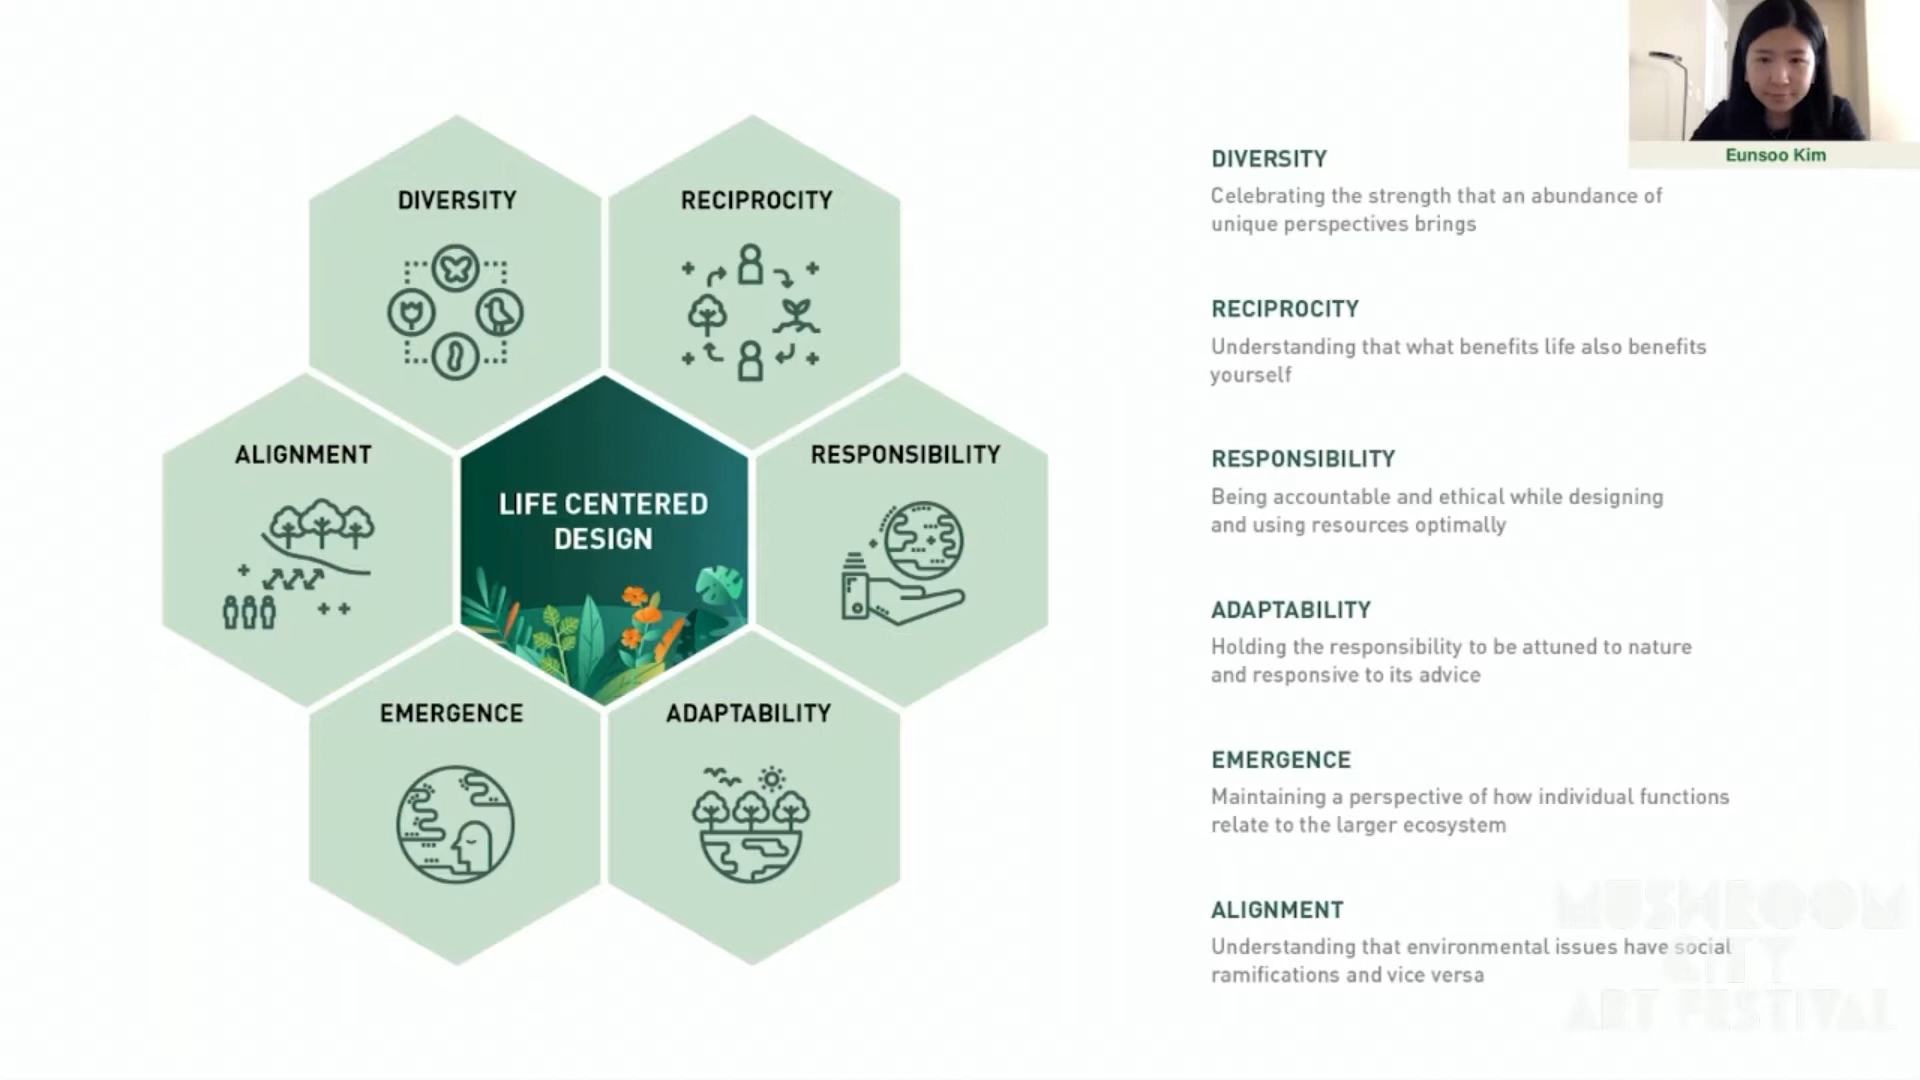 DIVERSITY
RECIPROCITY
ALIGNMENT
LIFE CENTERED
DESIGN
RESPONSIBILITY
EMERGENCE
ADAPTABILITY
Eunsoo Kim
DIVERSITY
Celebrating the strength that an abundance of
unique perspectives brings
RECIPROCITY
Understanding that what benefits life also benefits
yourself
RESPONSIBILITY
Being accountable and ethical while designing
and using resources optimally
ADAPTABILITY
Holding the responsibility to be attuned to nature
and responsive to its advice
EMERGENCE
Maintaining a perspective of how individual functions
relate to the larger ecosystem
ALIGNMENT
Understanding that environmental issues have social
ramifications and vice versa
MUSHROOM
CITY
ART FESTIVAL